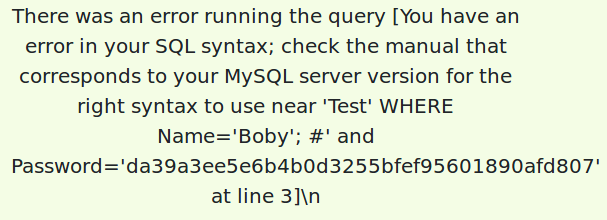 There was an error running the query [You have an
error in your SQL syntax; check the manual that
corresponds to your MySQL server version for the
right syntax to use near 'Test' WHERE
Name='Boby'; #' and
Password='da39a3ee5e6b4b0d3255bfef95601890afd807'
at line 3]\n